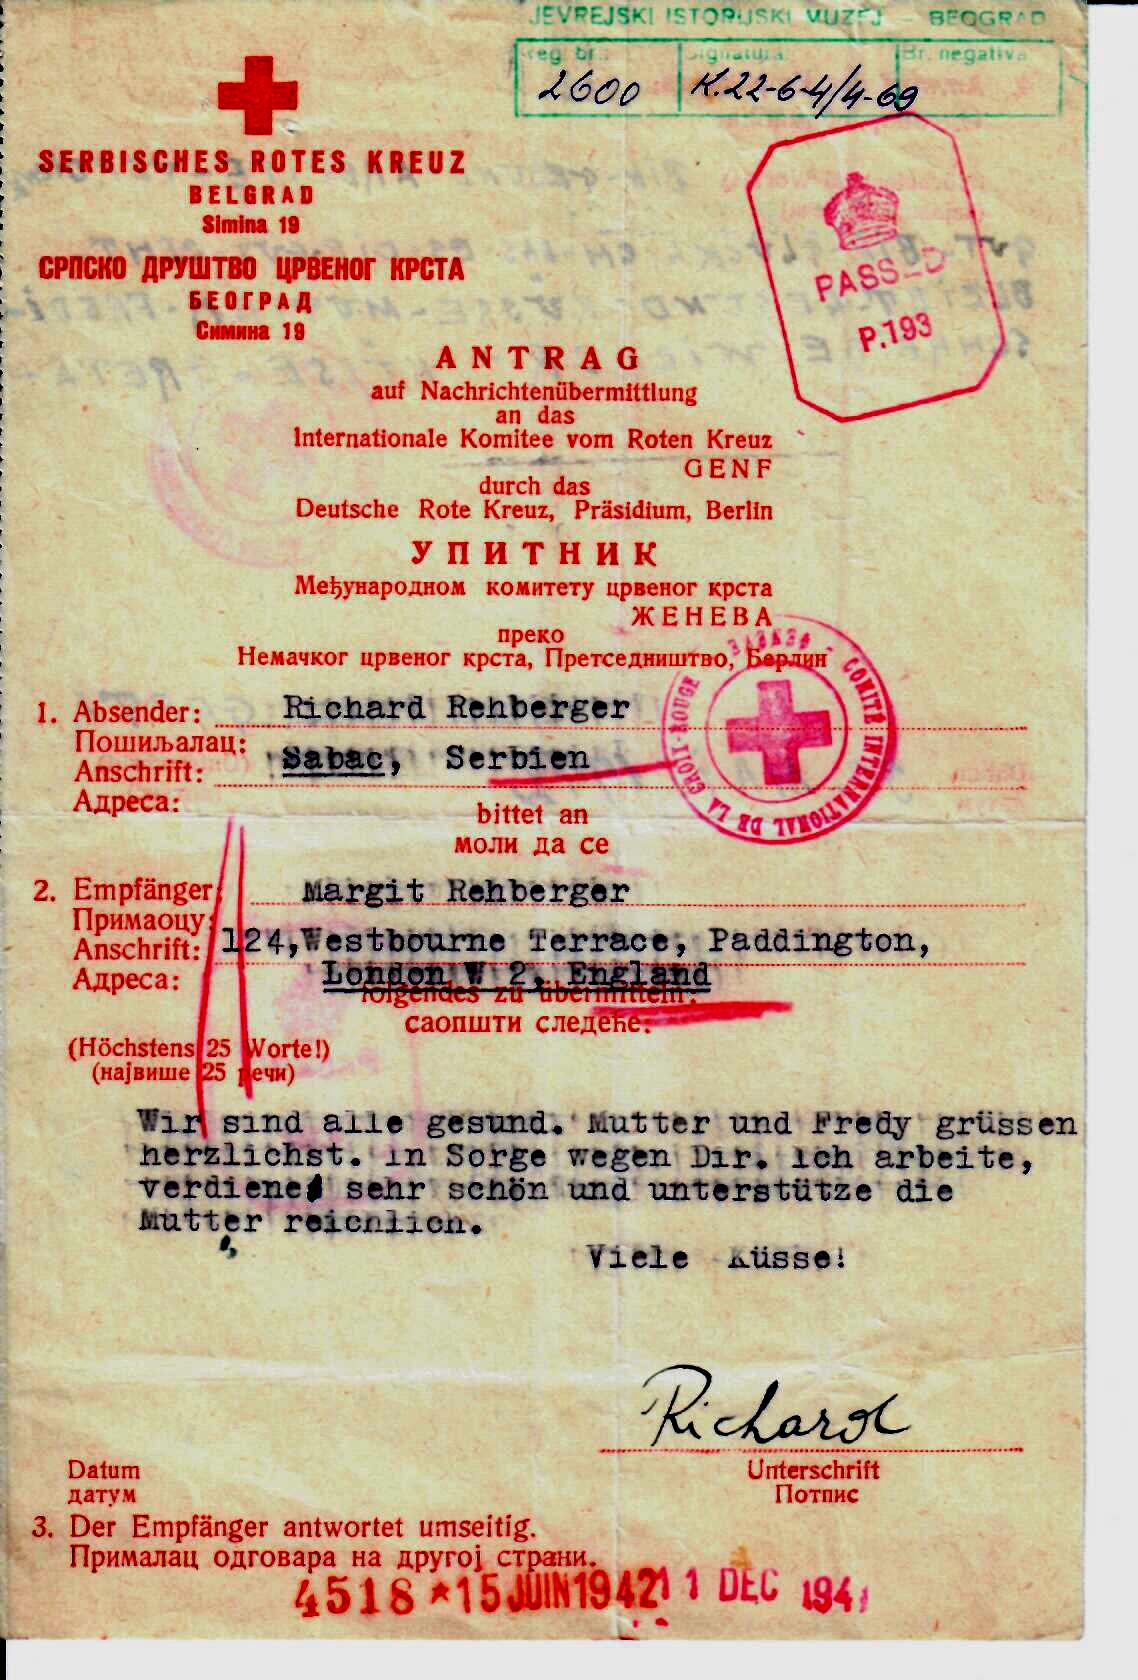 JEVREJSKI ISTORIJSKI MUZEJ - BEOGRAD
Reg. br. Signatura Br. negativa
2600 K.22-6-4/4-69
SERBISCHES ROTES KREUZ
BELGRAD
Simina 19
СРПСКО ДРУШТВО ЦРВЕНОГ КРСТА
БЕОГРАД
Симина 19
PASSED
P.193
ANTRAG
auf Nachrichtenübermittlung
an das
Internationale Komitee vom Roten Kreuz
GENF
durch das
Deutsche Rote Kreuz, Präsidium, Berlin
УПИТНИК
Међународном комитету црвеног крста
ЖЕНЕВА
преко
Немачког црвеног крста, Претседништво, Берлин
COMITÉ INTERNATIONAL DE LA CROIX-ROUGE
1. Absender: Richard Rehberger
Пошиљалац:
Anschrift: Sabac, Serbien
Адреса:
bittet an
моли да се
2. Empfänger: Margit Rehberger
Примаоцу:
Anschrift: 124, Westbourne Terrace, Paddington,
Адреса: London W 2, England
folgendes zu übermitteln:
саопшти следеће:
(Höchstens 25 Worte!)
(највише 25 речи)
Wir sind alle gesund. Mutter und Fredy grüssen
herzlichst. In Sorge wegen Dir. Ich arbeite,
verdiene sehr schön und unterstütze die
Mutter reichlich.
Viele Küsse!
Richard
Datum Unterschrift
датум Потпис
3. Der Empfänger antwortet umseitig.
Прималац одговара на другој страни.
4518 * 15 JUIN 1942 11 DEC 194